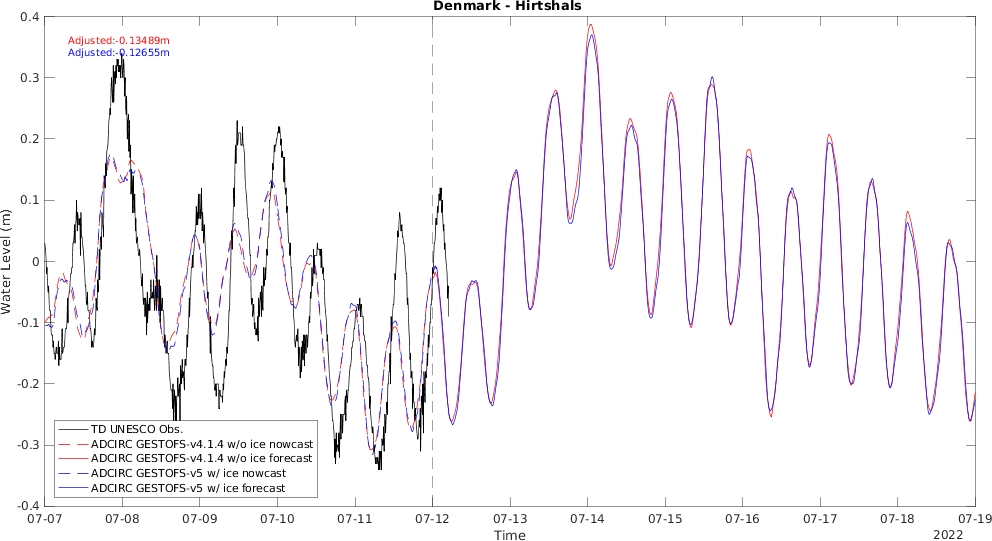 Denmark - Hirtshals
Adjusted:-0.13489m
Adjusted:-0.12655m
Water Level (m)
0.4
0.3
0.2
0.1
0
-0.1
-0.2
-0.3
-0.4
TD UNESCO Obs.
ADCIRC GESTOFS-v4.1.4 w/o ice nowcast
ADCIRC GESTOFS-v4.1.4 w/o ice forecast
ADCIRC GESTOFS-v5 w/ ice nowcast
ADCIRC GESTOFS-v5 w/ ice forecast
07-07 07-08 07-09 07-10 07-11 07-12 07-13 07-14 07-15 07-16 07-17 07-18 07-19
Time
2022